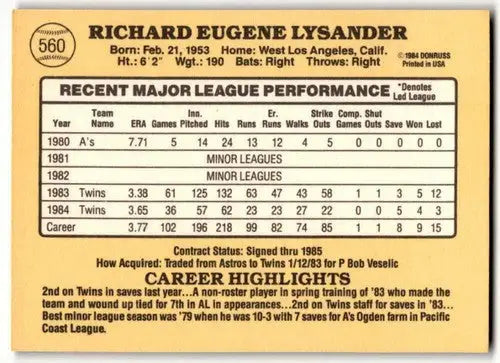 560
RICHARD EUGENE LYSANDER
Born: Feb. 21, 1953 Home: West Los Angeles, Calif.
Ht.: 6'2" Wgt.: 190 Bats: Right Throws: Right
©1984 DONRUSS
Printed in USA
RECENT MAJOR LEAGUE PERFORMANCE *Denotes Led League
Year Team Name ERA Games Inn. Pitched Hits Runs Er. Runs Walks Strike Outs Comp. Games Shut Outs Save Won Lost
1980 A's 7.71 5 14 24 13 12 4 5 0 0 0 0 0
1981 MINOR LEAGUES
1982 MINOR LEAGUES
1983 Twins 3.38 61 125 132 63 47 43 58 1 1 3 5 12
1984 Twins 3.65 36 57 62 23 23 27 22 0 0 5 4 3
Career 3.77 102 196 218 99 82 74 85 1 1 8 9 15
Contract Status: Signed thru 1985
How Acquired: Traded from Astros to Twins 1/12/83 for P Bob Veselic
CAREER HIGHLIGHTS
2nd on Twins in saves last year...A non-roster player in spring training of '83 who made the
team and wound up tied for 7th in AL in appearances...2nd on Twins staff for saves in '83...
Best minor league season was '79 when he was 10-3 with 7 saves for A's Ogden farm in Pacific
Coast League.